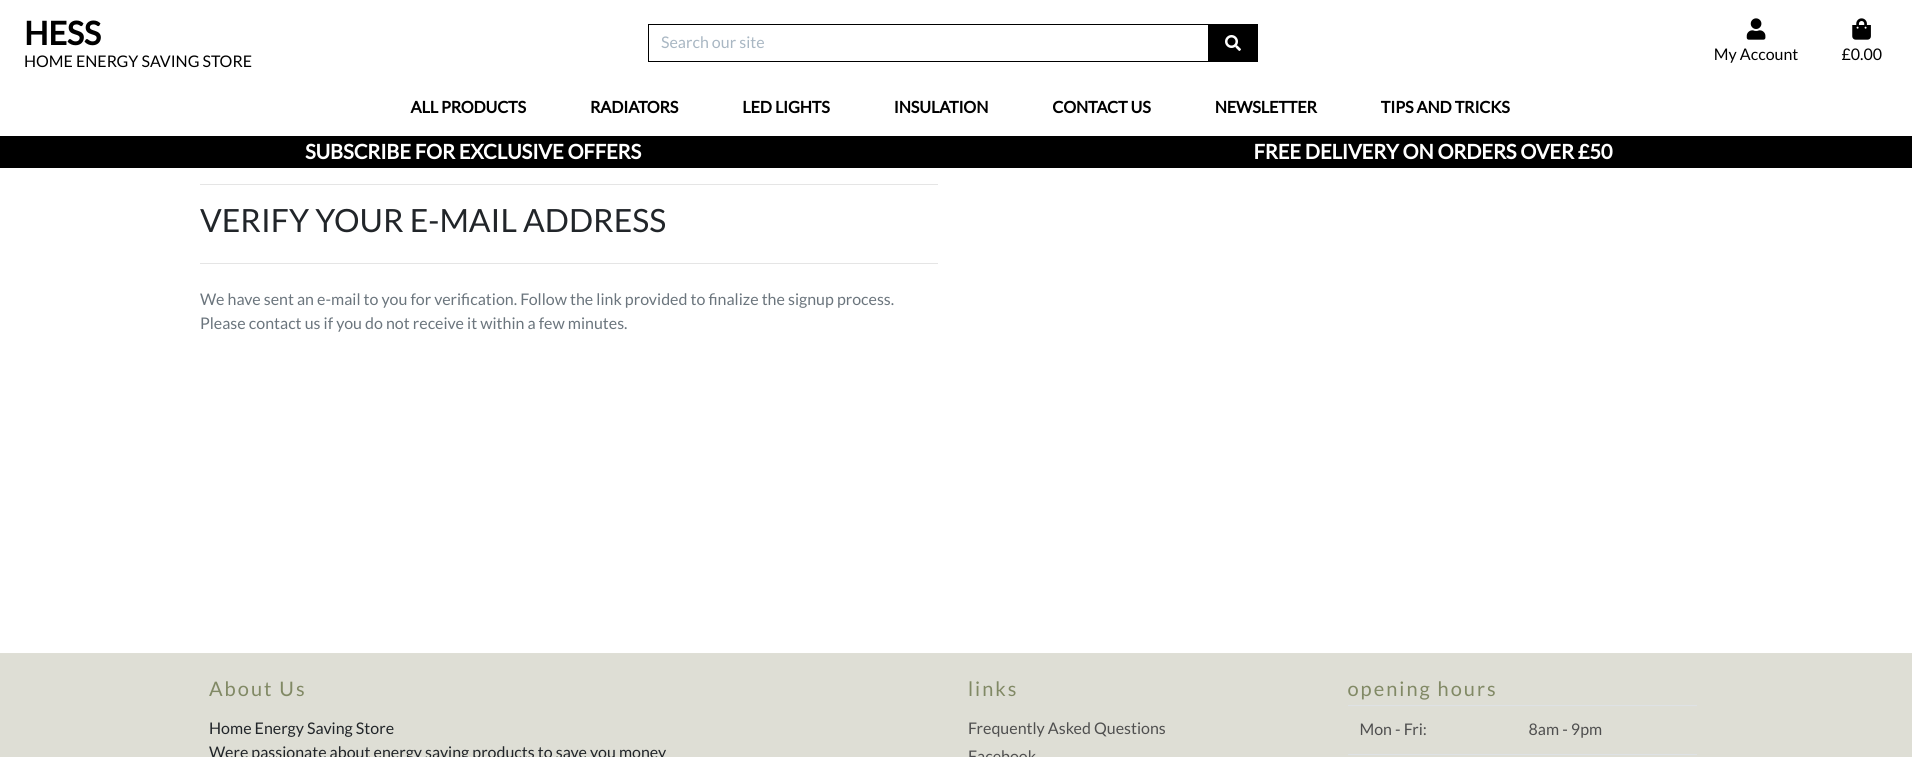 HESS
HOME ENERGY SAVING STORE
Search our site
My Account
£0.00
ALL PRODUCTS
RADIATORS
LED LIGHTS
INSULATION
CONTACT US
NEWSLETTER
TIPS AND TRICKS
SUBSCRIBE FOR EXCLUSIVE OFFERS
FREE DELIVERY ON ORDERS OVER £50
VERIFY YOUR E-MAIL ADDRESS
We have sent an e-mail to you for verification. Follow the link provided to finalize the signup process.
Please contact us if you do not receive it within a few minutes.
About Us
Home Energy Saving Store
Were passionate about energy saving products to save you money
links
Frequently Asked Questions
Facebook
opening hours
Mon - Fri:
8am - 9pm